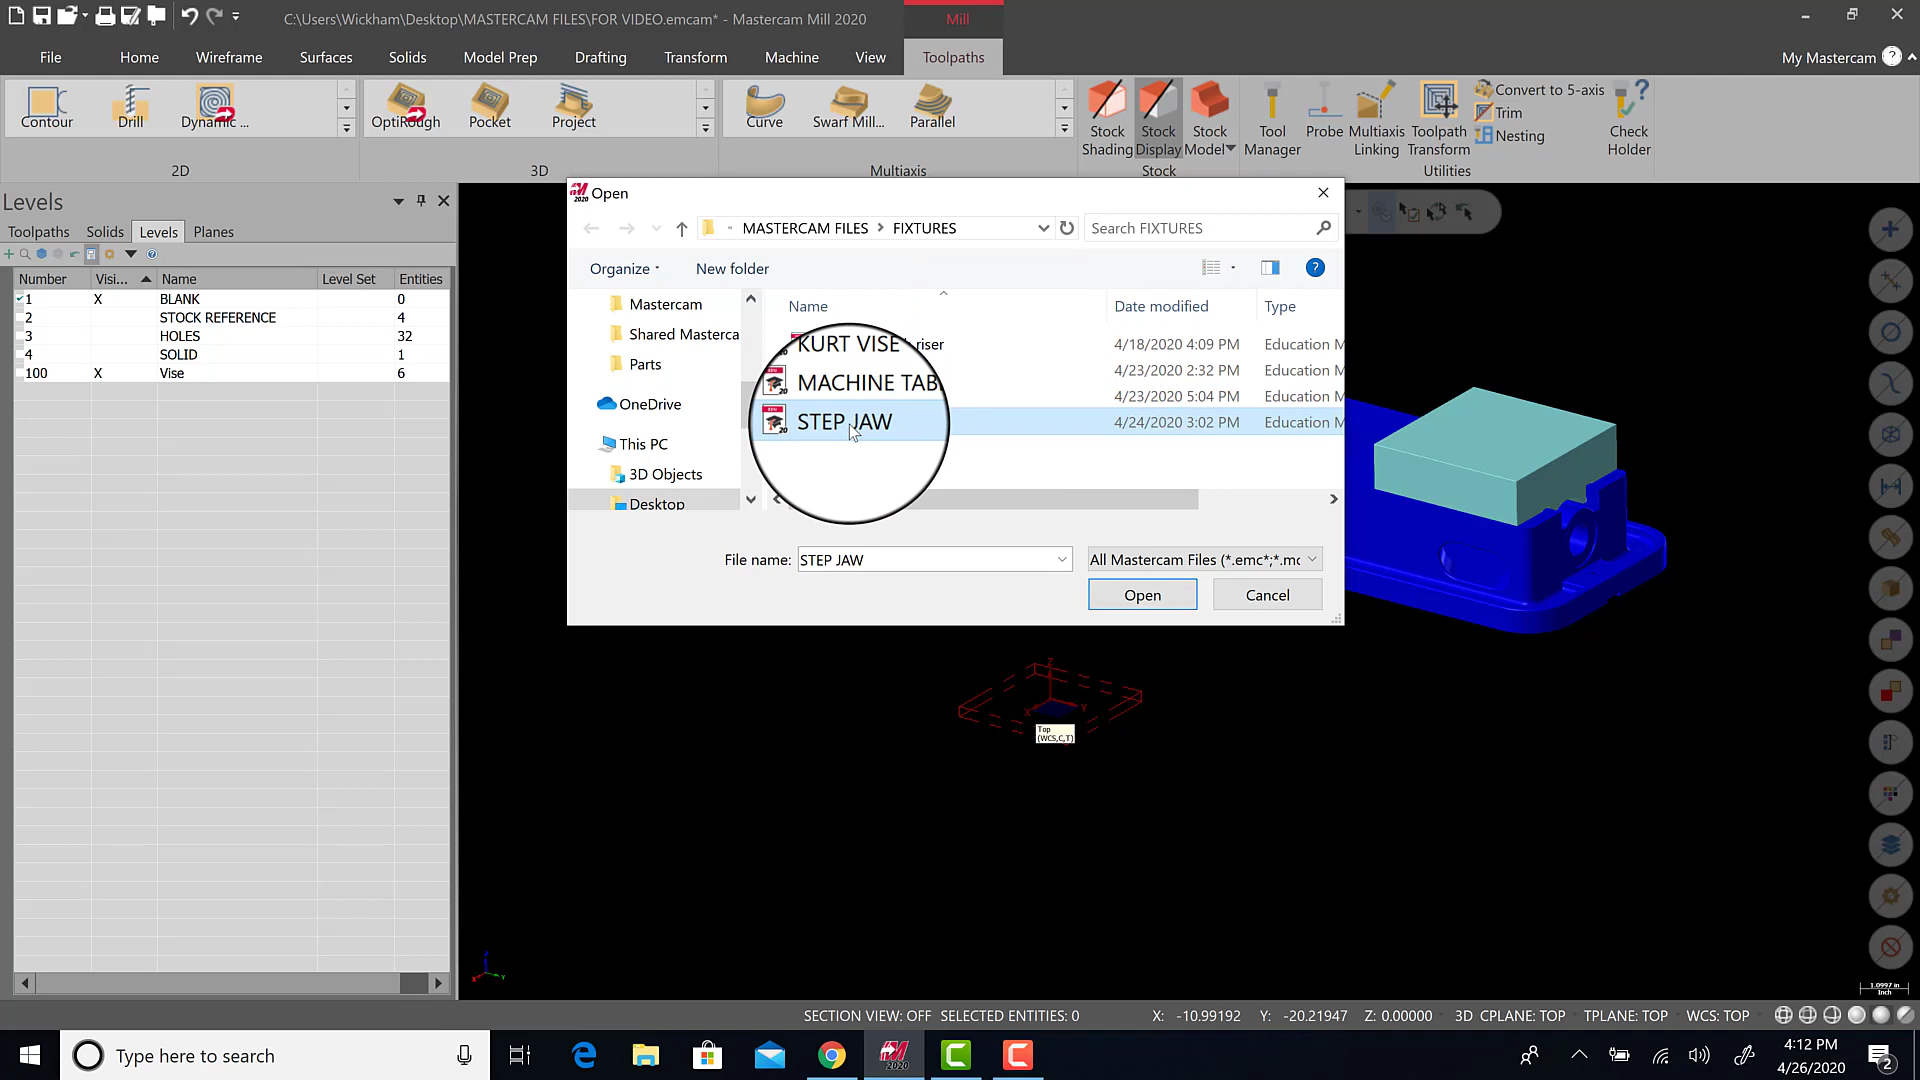 C:\Users\Wickham\Desktop\MASTERCAM FILES\FOR VIDEO.emcam* - Mastercam Mill 2020
Mill
File Home Wireframe Surfaces Solids Model Prep Drafting Transform Machine View Toolpaths
My Mastercam ?
Contour Drill Dynamic ... OptiRough Pocket Project Curve Swarf Mill... Parallel
Stock Shading Stock Display Stock Model Tool Manager Probe Multiaxis Linking Toolpath Transform
Convert to 5-axis
Trim
Nesting
Check Holder
2D 3D Multiaxis Stock Utilities
Levels
Toolpaths Solids Levels Planes
Number Visi... Name Level Set Entities
1 X BLANK 0
2 STOCK REFERENCE 4
3 HOLES 32
4 SOLID 1
100 X Vise 6
2020 Open
MASTERCAM FILES > FIXTURES
Search FIXTURES
Organize New folder ?
Mastercam
Shared Masterca
Parts
OneDrive
This PC
3D Objects
Desktop
Name Date modified Type
KURT VISE riser 4/18/2020 4:09 PM Education M
MACHINE TAB 4/23/2020 2:32 PM Education M
4/23/2020 5:04 PM Education M
STEP JAW 4/24/2020 3:02 PM Education M
File name: STEP JAW
All Mastercam Files (*.emc*;*.mc
Open Cancel
Z
X Y
Top
(WCS,C,T)
Z
X Y
1.0997 in
Inch
SECTION VIEW: OFF SELECTED ENTITIES: 0 X: -10.99192 Y: -20.21947 Z: 0.00000 3D CPLANE: TOP TPLANE: TOP WCS: TOP
Type here to search
2020
4:12 PM
4/26/2020
2